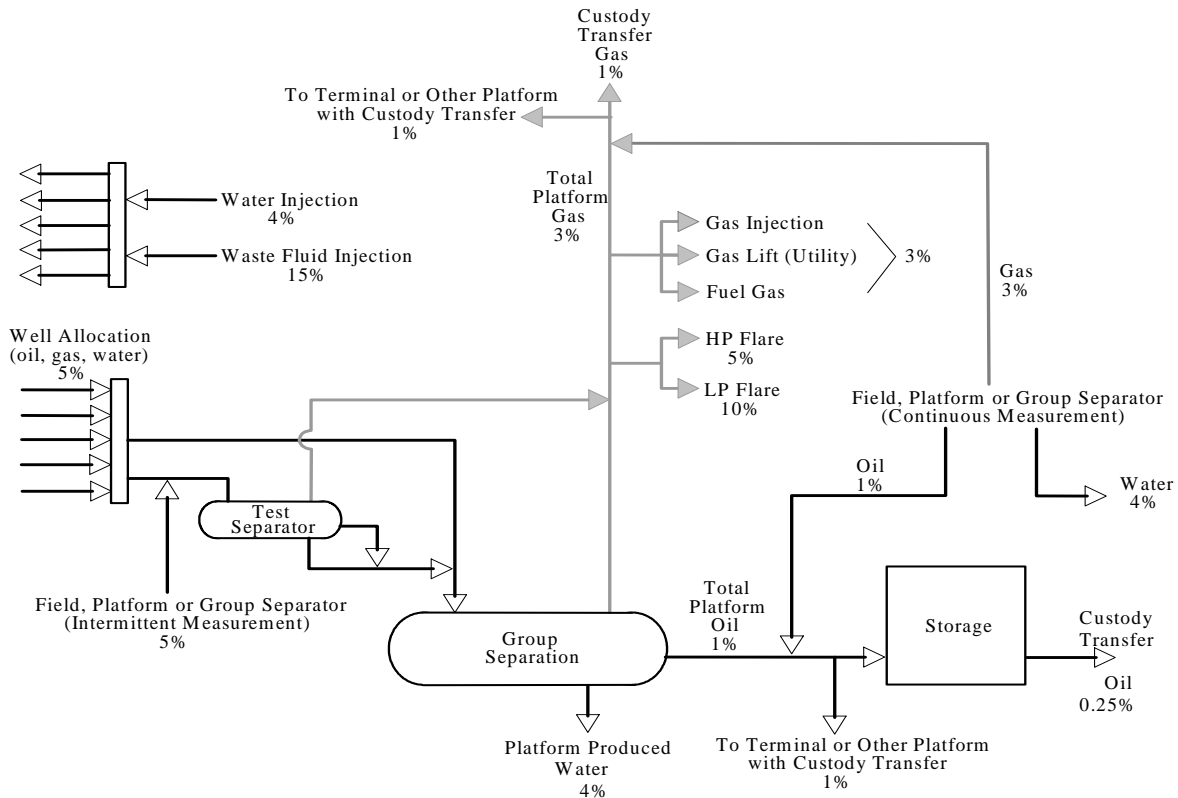 Custody
Transfer
Gas
1%
To Terminal or Other Platform
with Custody Transfer
1%
Total
Platform
Gas
3%
Water Injection
4%
Waste Fluid Injection
15%
Gas Injection
Gas Lift (Utility)
Fuel Gas
3%
Gas
3%
HP Flare
5%
LP Flare
10%
Well Allocation
(oil, gas, water)
5%
Field, Platform or Group Separator
(Continuous Measurement)
Oil
1%
Water
4%
Test
Separator
Field, Platform or Group Separator
(Intermittent Measurement)
5%
Group
Separation
Total
Platform
Oil
1%
Storage
Custody
Transfer
Oil
0.25%
Platform Produced
Water
4%
To Terminal or Other Platform
with Custody Transfer
1%